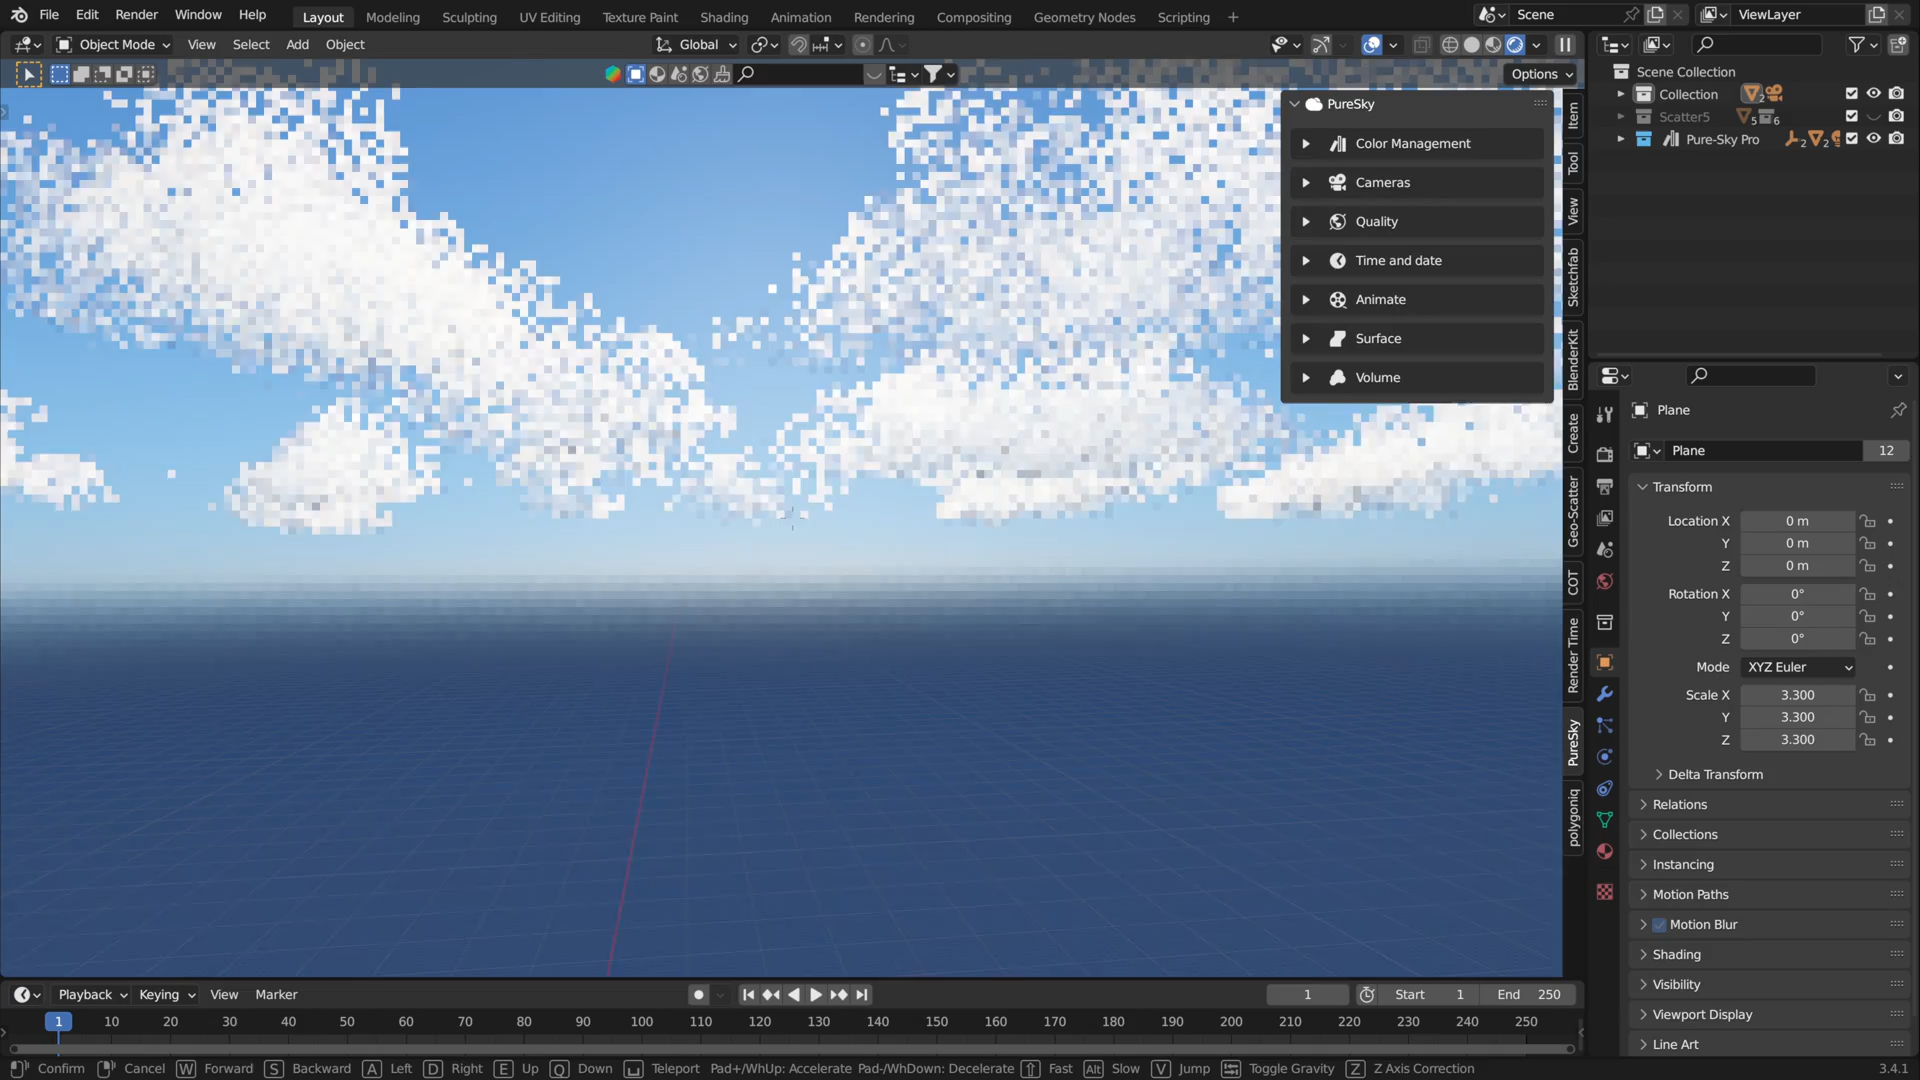 File Edit Render Window Help Layout Modeling Sculpting UV Editing Texture Paint Shading Animation Rendering Compositing Geometry Nodes Scripting + Scene ViewLayer
Object Mode View Select Add Object Global
Options
PureSky
Color Management
Cameras
Quality
Time and date
Animate
Surface
Volume
Item
Tool
View
Sketchfab
BlenderKit
Create
Geo-Scatter
COT
Render Time
PureSky
polygoniq
Scene Collection
Collection 2
Scatter5 5 6
Pure-Sky Pro 2 2
Plane
Plane 12
Transform
Location X 0 m
Y 0 m
Z 0 m
Rotation X 0°
Y 0°
Z 0°
Mode XYZ Euler
Scale X 3.300
Y 3.300
Z 3.300
Delta Transform
Relations
Collections
Instancing
Motion Paths
Motion Blur
Shading
Visibility
Viewport Display
Line Art
Playback Keying View Marker 1 Start 1 End 250
1 10 20 30 40 50 60 70 80 90 100 110 120 130 140 150 160 170 180 190 200 210 220 230 240 250
Confirm Cancel W Forward S Backward A Left D Right E Up Q Down Teleport Pad+/WhUp: Accelerate Pad-/WhDown: Decelerate Fast Alt Slow V Jump Toggle Gravity Z Z Axis Correction 3.4.1